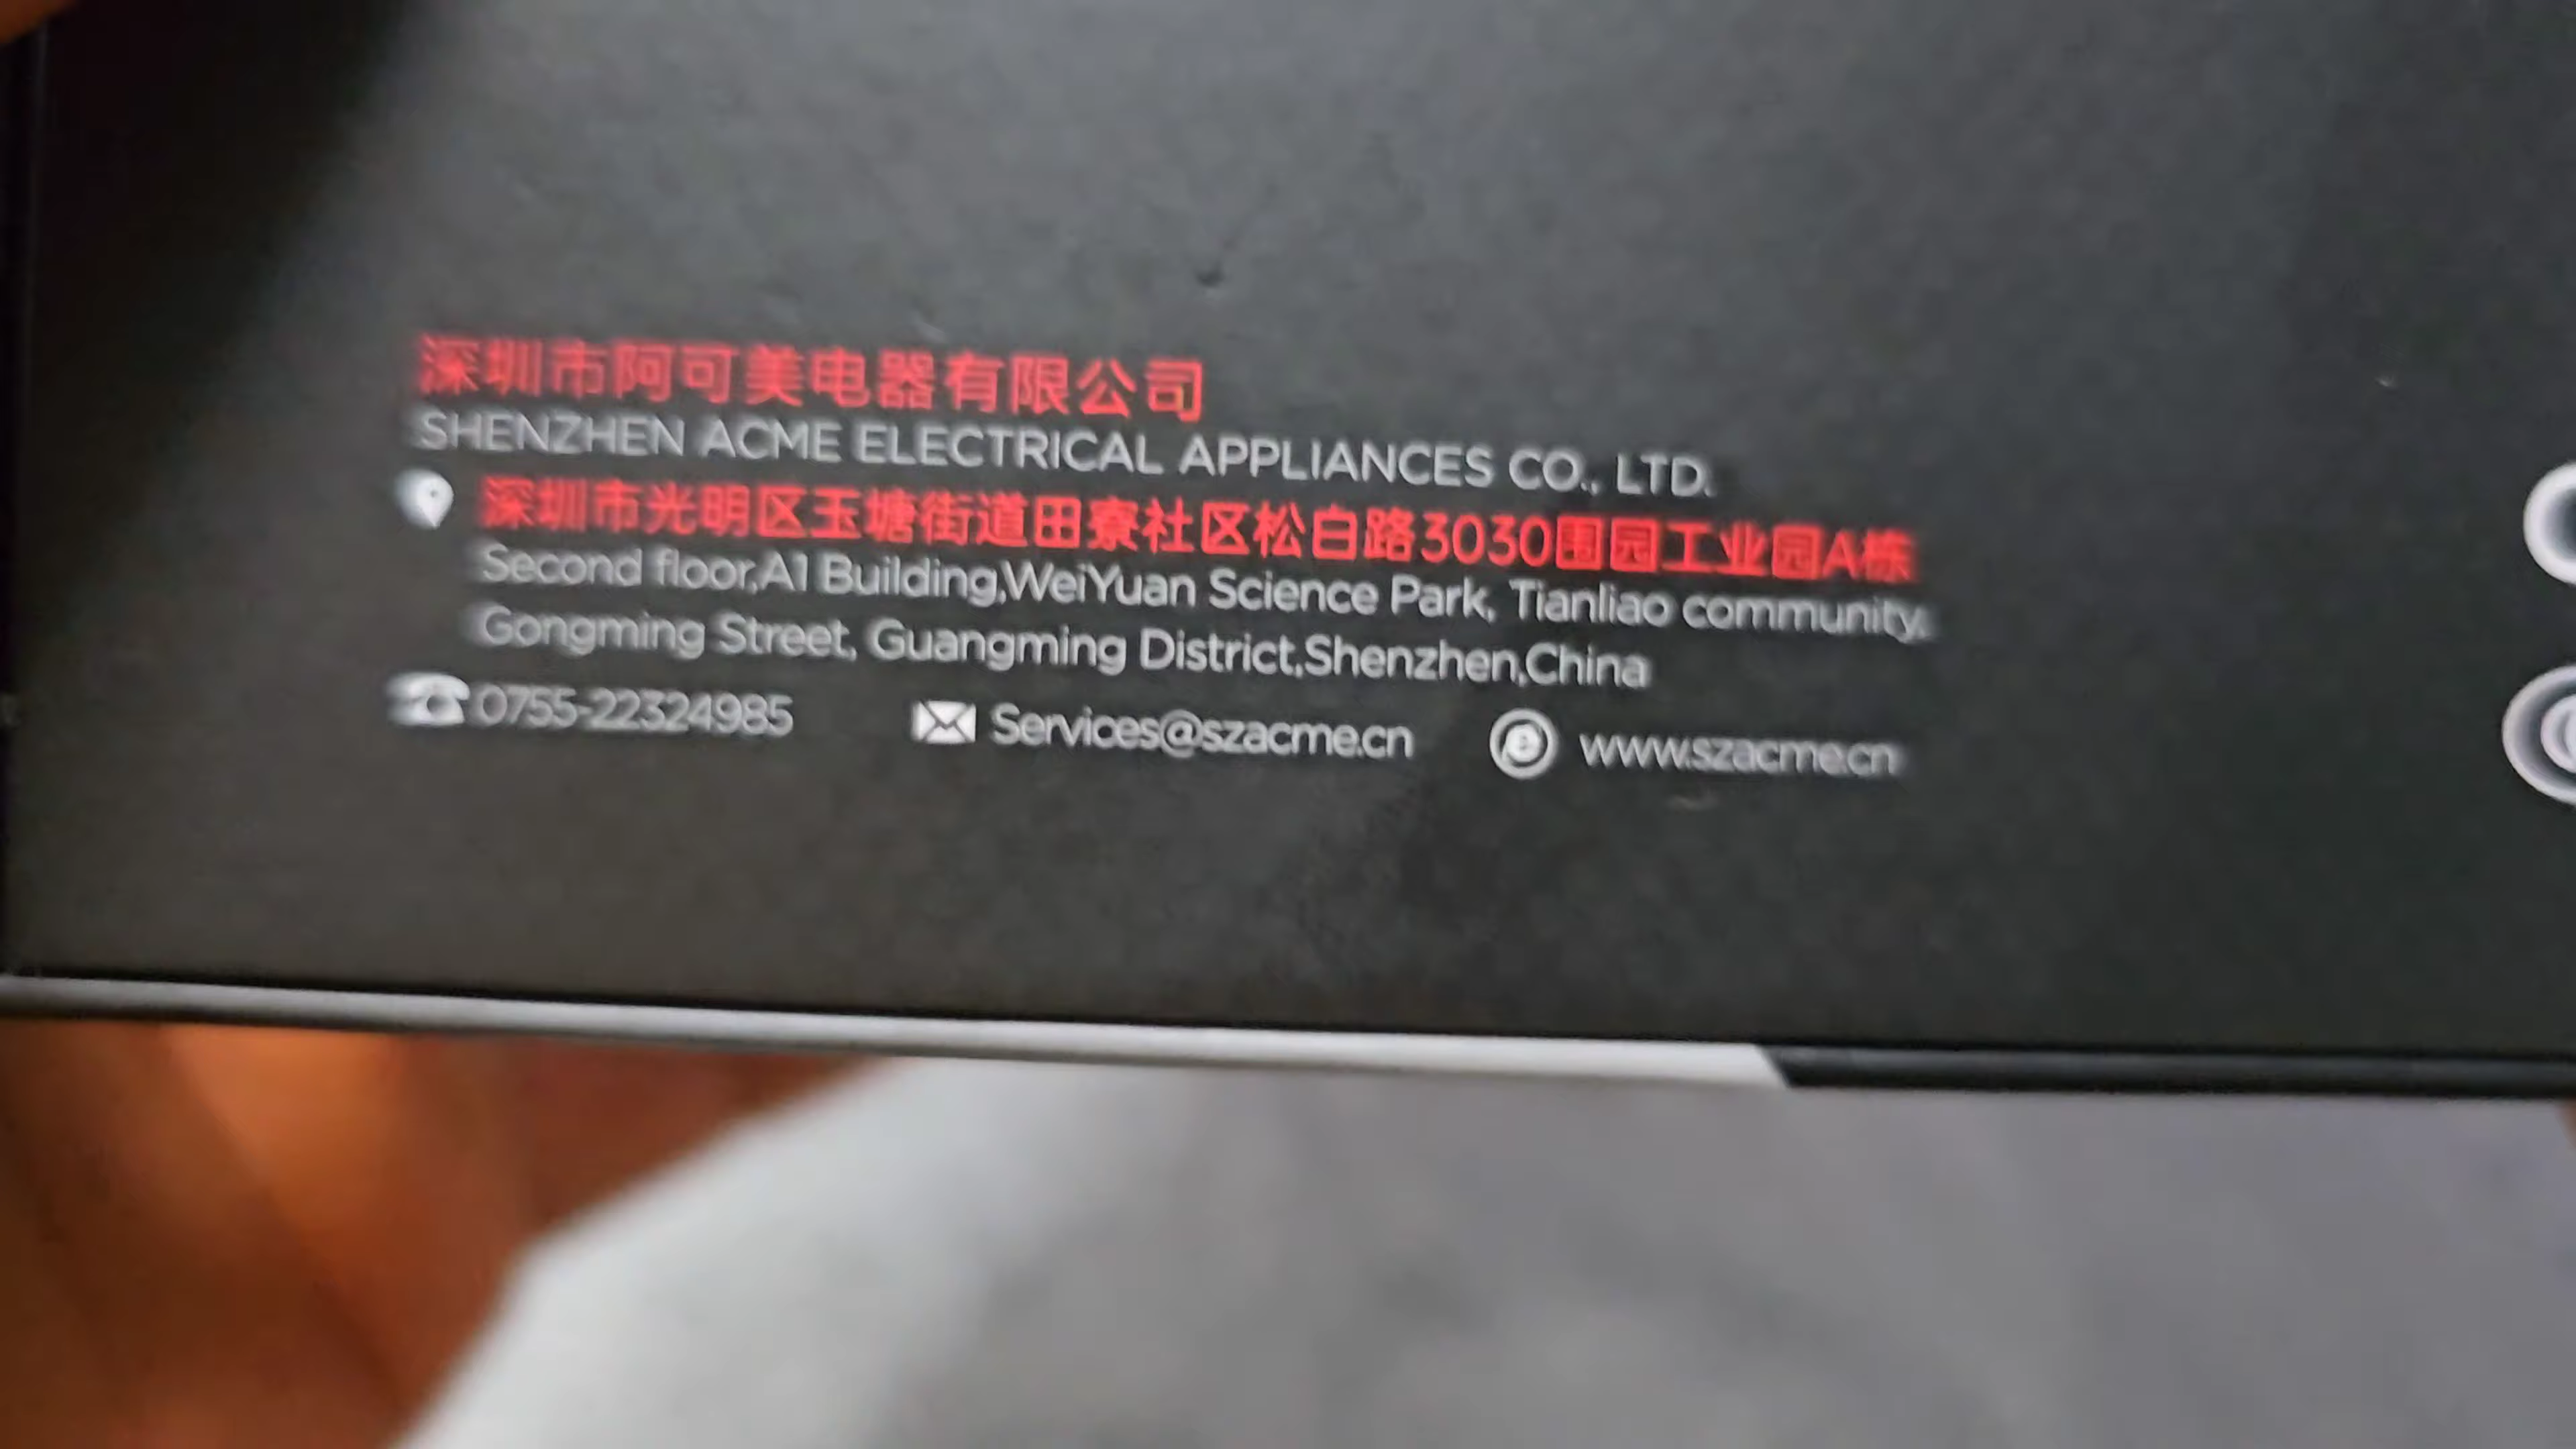 深圳市阿可美电器有限公司
SHENZHEN ACME ELECTRICAL APPLIANCES CO., LTD.
深圳市光明区玉塘街道田寮社区松白路3030围园工业园A栋
Second floor,A1 Building,WeiYuan Science Park, Tianliao community,
Gongming Street, Guangming District,Shenzhen,China
0755-22324985 Services@szacme.cn www.szacme.cn